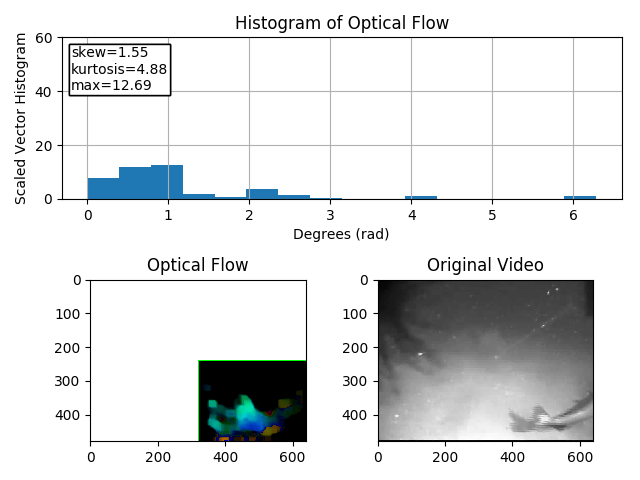 Histogram of Optical Flow
60
40
20
0
Scaled Vector Histogram
skew=1.55
kurtosis=4.88
max=12.69
0 1 2 3 4 5 6
Degrees (rad)
Optical Flow
0
100
200
300
400
0 200 400 600
Original Video
0
100
200
300
400
0 200 400 600